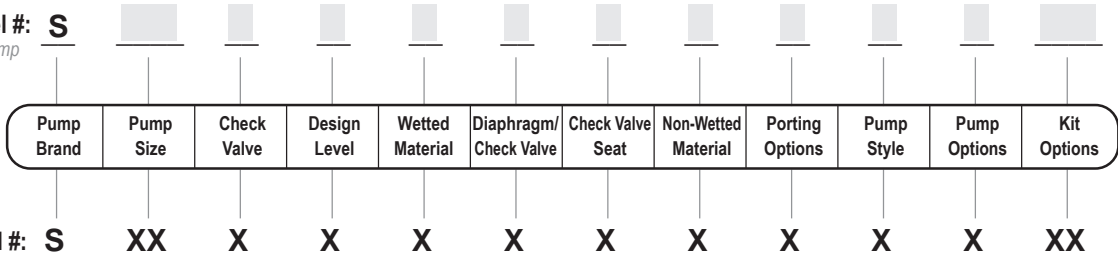 l #: S
mp
Pump Brand Pump Size Check Valve Design Level Wetted Material Diaphragm/ Check Valve Check Valve Seat Non-Wetted Material Porting Options Pump Style Pump Options Kit Options
l #: S XX X X X X X X X X X XX